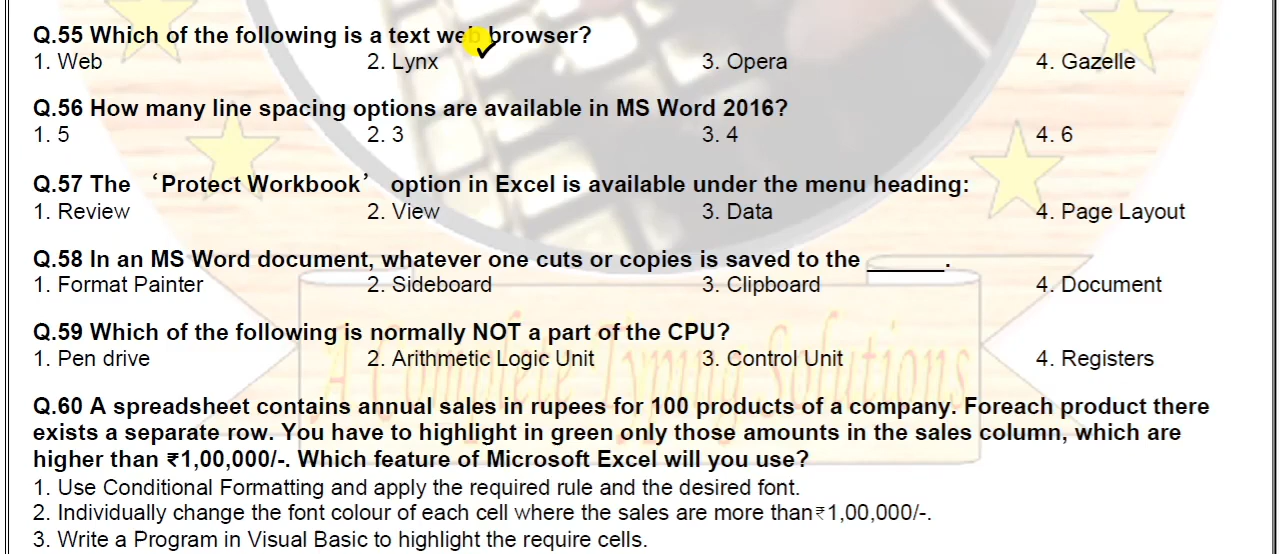 Q.55 Which of the following is a text web browser?
1. Web 2. Lynx 3. Opera 4. Gazelle
Q.56 How many line spacing options are available in MS Word 2016?
1. 5 2. 3 3. 4 4. 6
Q.57 The ‘Protect Workbook’ option in Excel is available under the menu heading:
1. Review 2. View 3. Data 4. Page Layout
Q.58 In an MS Word document, whatever one cuts or copies is saved to the ______.
1. Format Painter 2. Sideboard 3. Clipboard 4. Document
Q.59 Which of the following is normally NOT a part of the CPU?
1. Pen drive 2. Arithmetic Logic Unit 3. Control Unit 4. Registers
A Complete Typing Solutions
Q.60 A spreadsheet contains annual sales in rupees for 100 products of a company. Foreach product there
exists a separate row. You have to highlight in green only those amounts in the sales column, which are
higher than ₹1,00,000/-. Which feature of Microsoft Excel will you use?
1. Use Conditional Formatting and apply the required rule and the desired font.
2. Individually change the font colour of each cell where the sales are more than₹1,00,000/-.
3. Write a Program in Visual Basic to highlight the require cells.